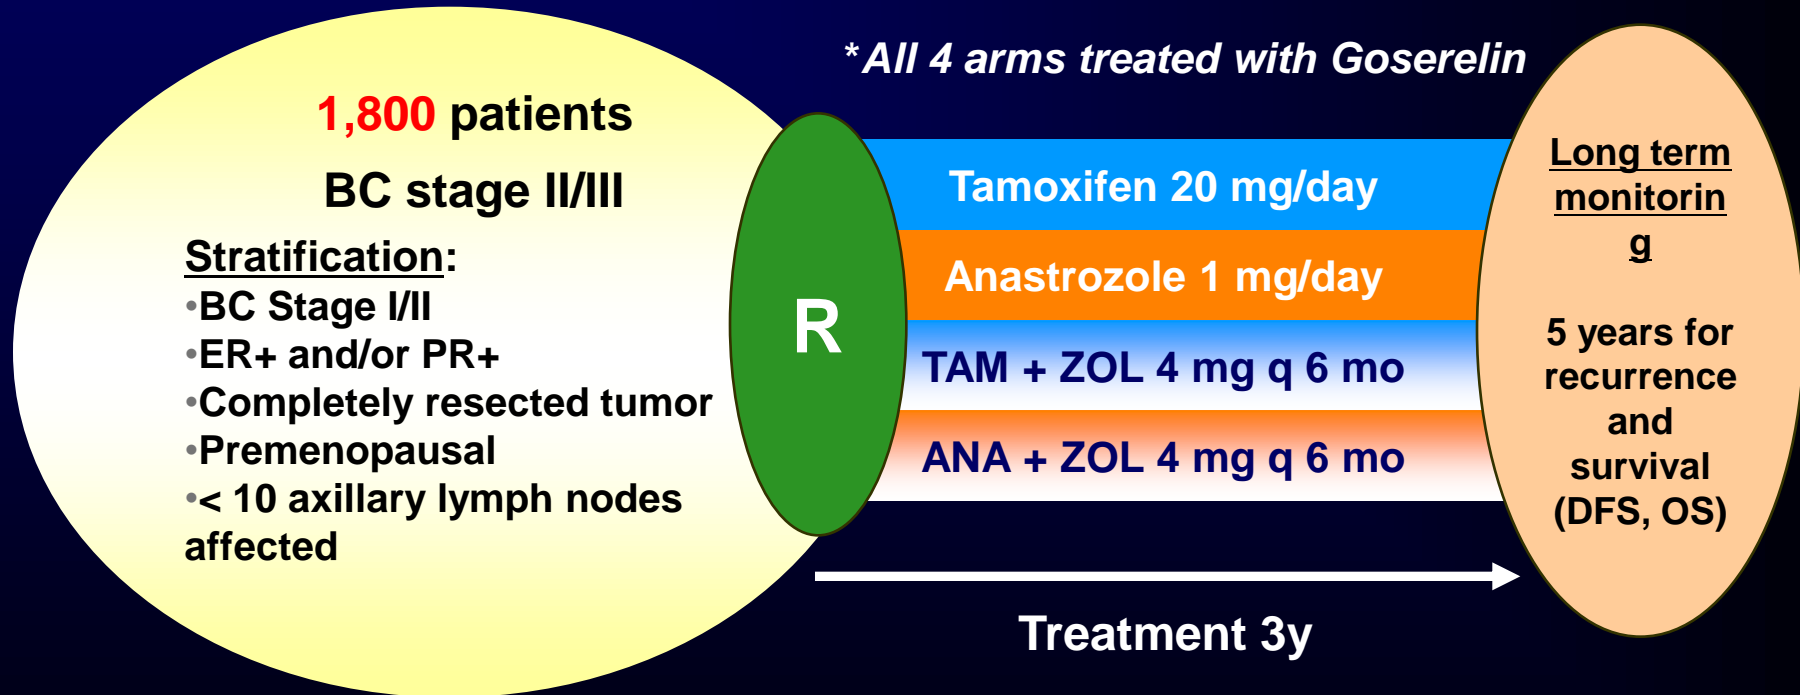 *All 4 arms treated with Goserelin
1,800 patients
BC stage II/III
Stratification:
•BC Stage I/II
•ER+ and/or PR+
•Completely resected tumor
•Premenopausal
•< 10 axillary lymph nodes
affected
R
Tamoxifen 20 mg/day
Anastrozole 1 mg/day
TAM + ZOL 4 mg q 6 mo
ANA + ZOL 4 mg q 6 mo
Treatment 3y
Long term
monitorin
g
5 years for
recurrence
and
survival
(DFS, OS)